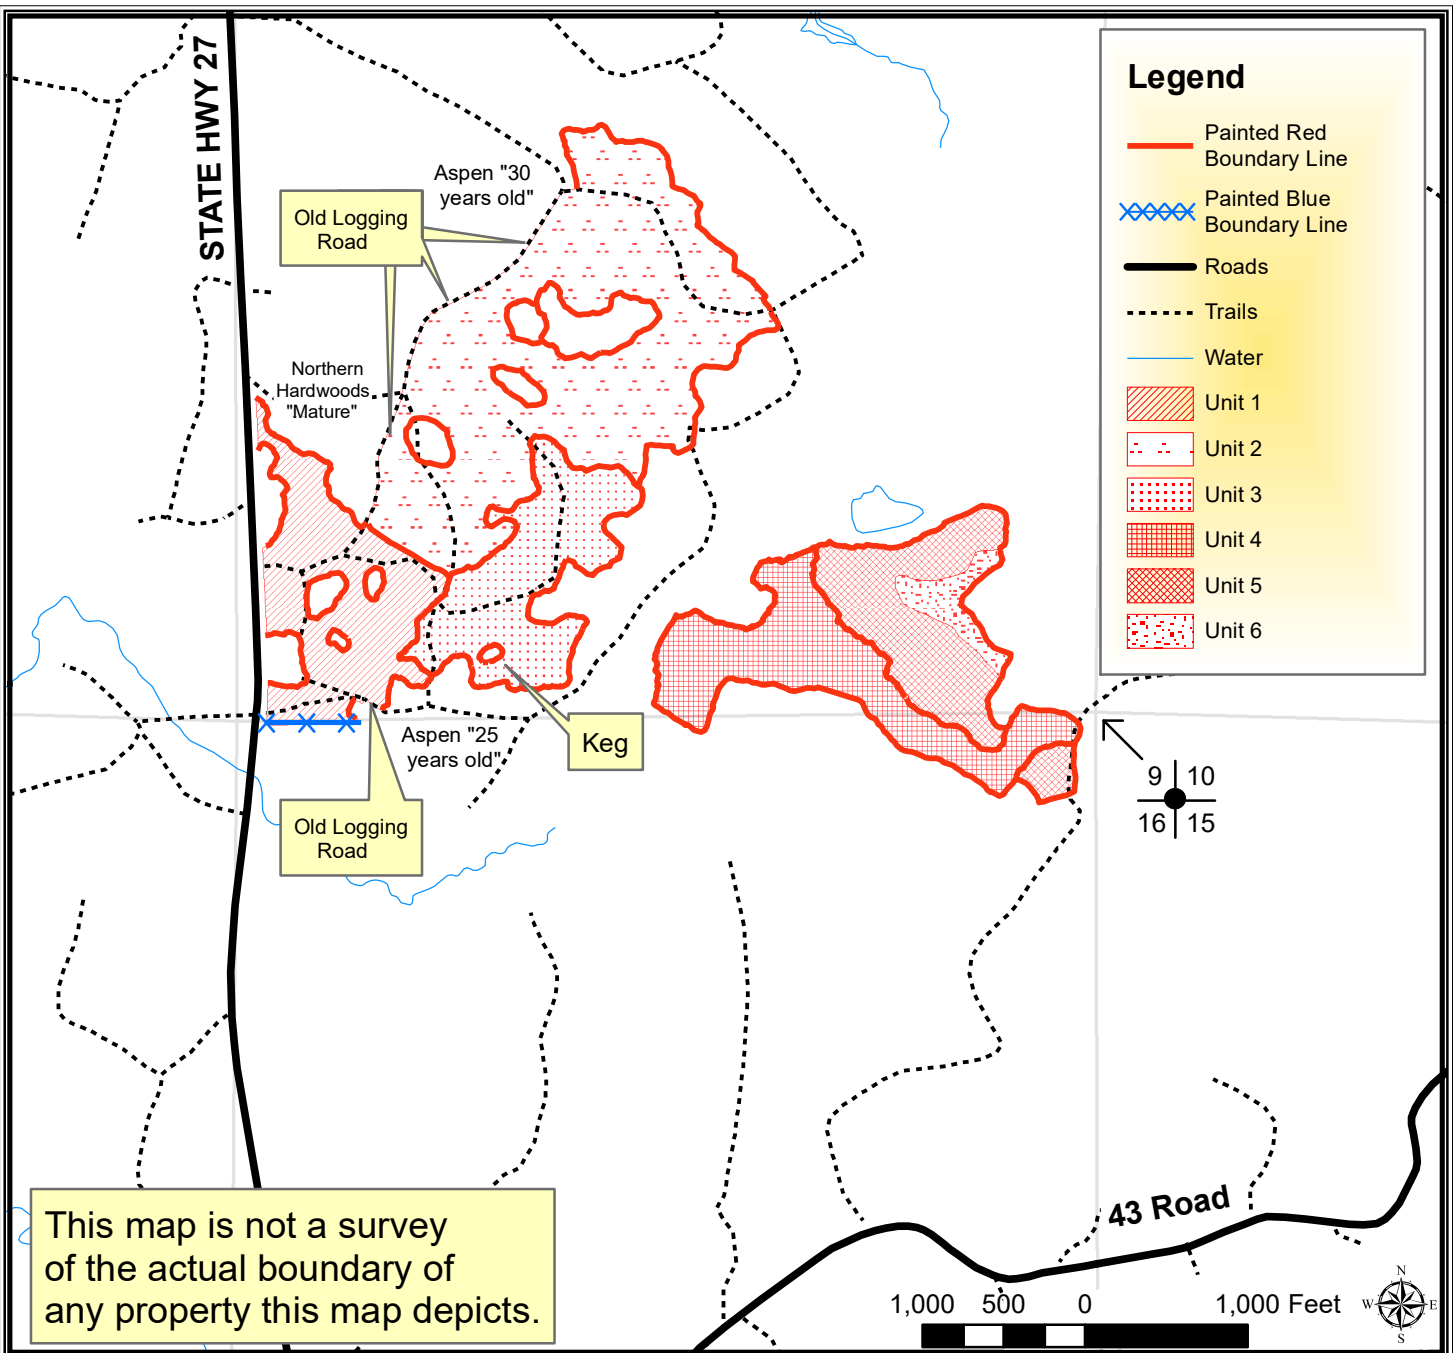 STATE HWY 27
Aspen "30
years old"
Old Logging
Road
Northern
Hardwoods
"Mature"
Legend
Painted Red
Boundary Line
Painted Blue
Boundary Line
Roads
Trails
Water
Unit 1
Unit 2
Unit 3
Unit 4
Unit 5
Unit 6
Aspen "25
years old"
Keg
Old Logging
Road
9 10
16 15
43 Road
This map is not a survey
of the actual boundary of
any property this map depicts.
1,000 500 0 1,000 Feet
N
W E
S